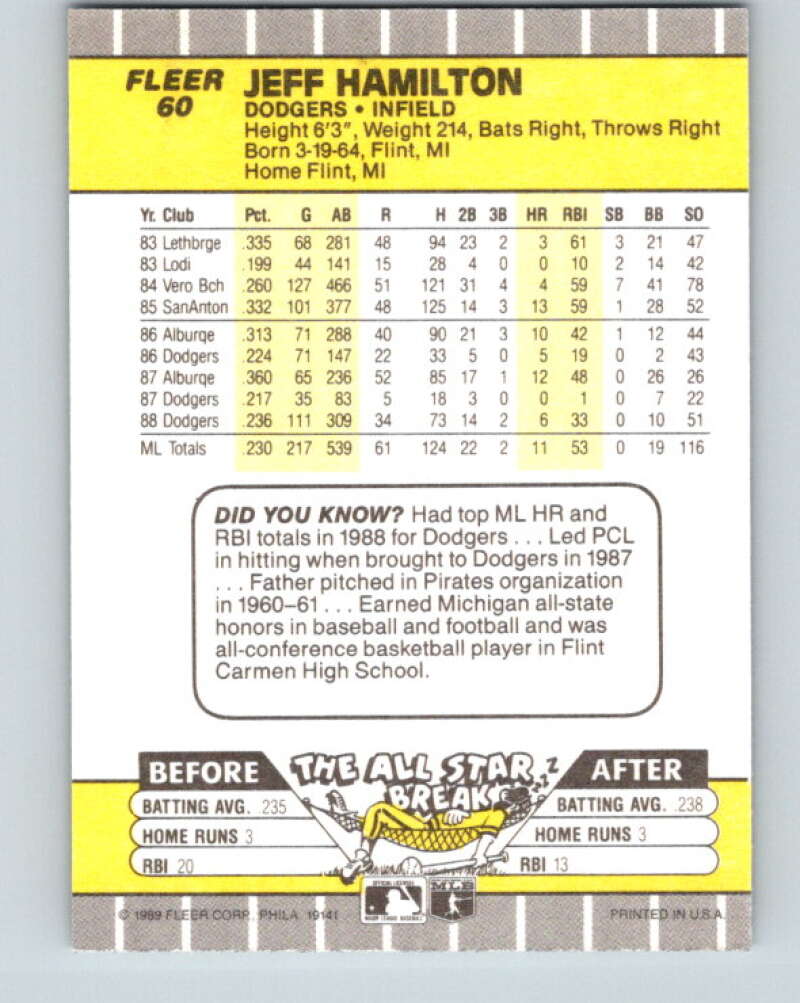 FLEER JEFF HAMILTON
60
DODGERS • INFIELD
Height 6'3", Weight 214, Bats Right, Throws Right
Born 3-19-64, Flint, MI
Home Flint, MI
Yr. Club Pct. G AB R H 2B 3B HR RBI SB BB SO
83 Lethbrge .335 68 281 48 94 23 2 3 61 3 21 47
83 Lodi .199 44 141 15 28 4 0 0 10 2 14 42
84 Vero Bch .260 127 466 51 121 31 4 4 59 7 41 78
85 SanAnton .332 101 377 48 125 14 3 13 59 1 28 52
86 Alburqe .313 71 288 40 90 21 3 10 42 1 12 44
86 Dodgers .224 71 147 22 33 5 0 5 19 0 2 43
87 Alburqe .360 65 236 52 85 17 1 12 48 0 26 26
87 Dodgers .217 35 83 5 18 3 0 0 1 0 7 22
88 Dodgers .236 111 309 34 73 14 2 6 33 0 10 51
ML Totals .230 217 539 61 124 22 2 11 53 0 19 116
DID YOU KNOW? Had top ML HR and
RBI totals in 1988 for Dodgers . . . Led PCL
in hitting when brought to Dodgers in 1987
. . . Father pitched in Pirates organization
in 1960–61 . . . Earned Michigan all-state
honors in baseball and football and was
all-conference basketball player in Flint
Carmen High School.
THE ALL STAR
BREAK
z z z z
BEFORE
BATTING AVG. .235
HOME RUNS 3
RBI 20
AFTER
BATTING AVG. .238
HOME RUNS 3
RBI 13
MLB
© 1989 FLEER CORP., PHILA. 19141
PRINTED IN U.S.A.